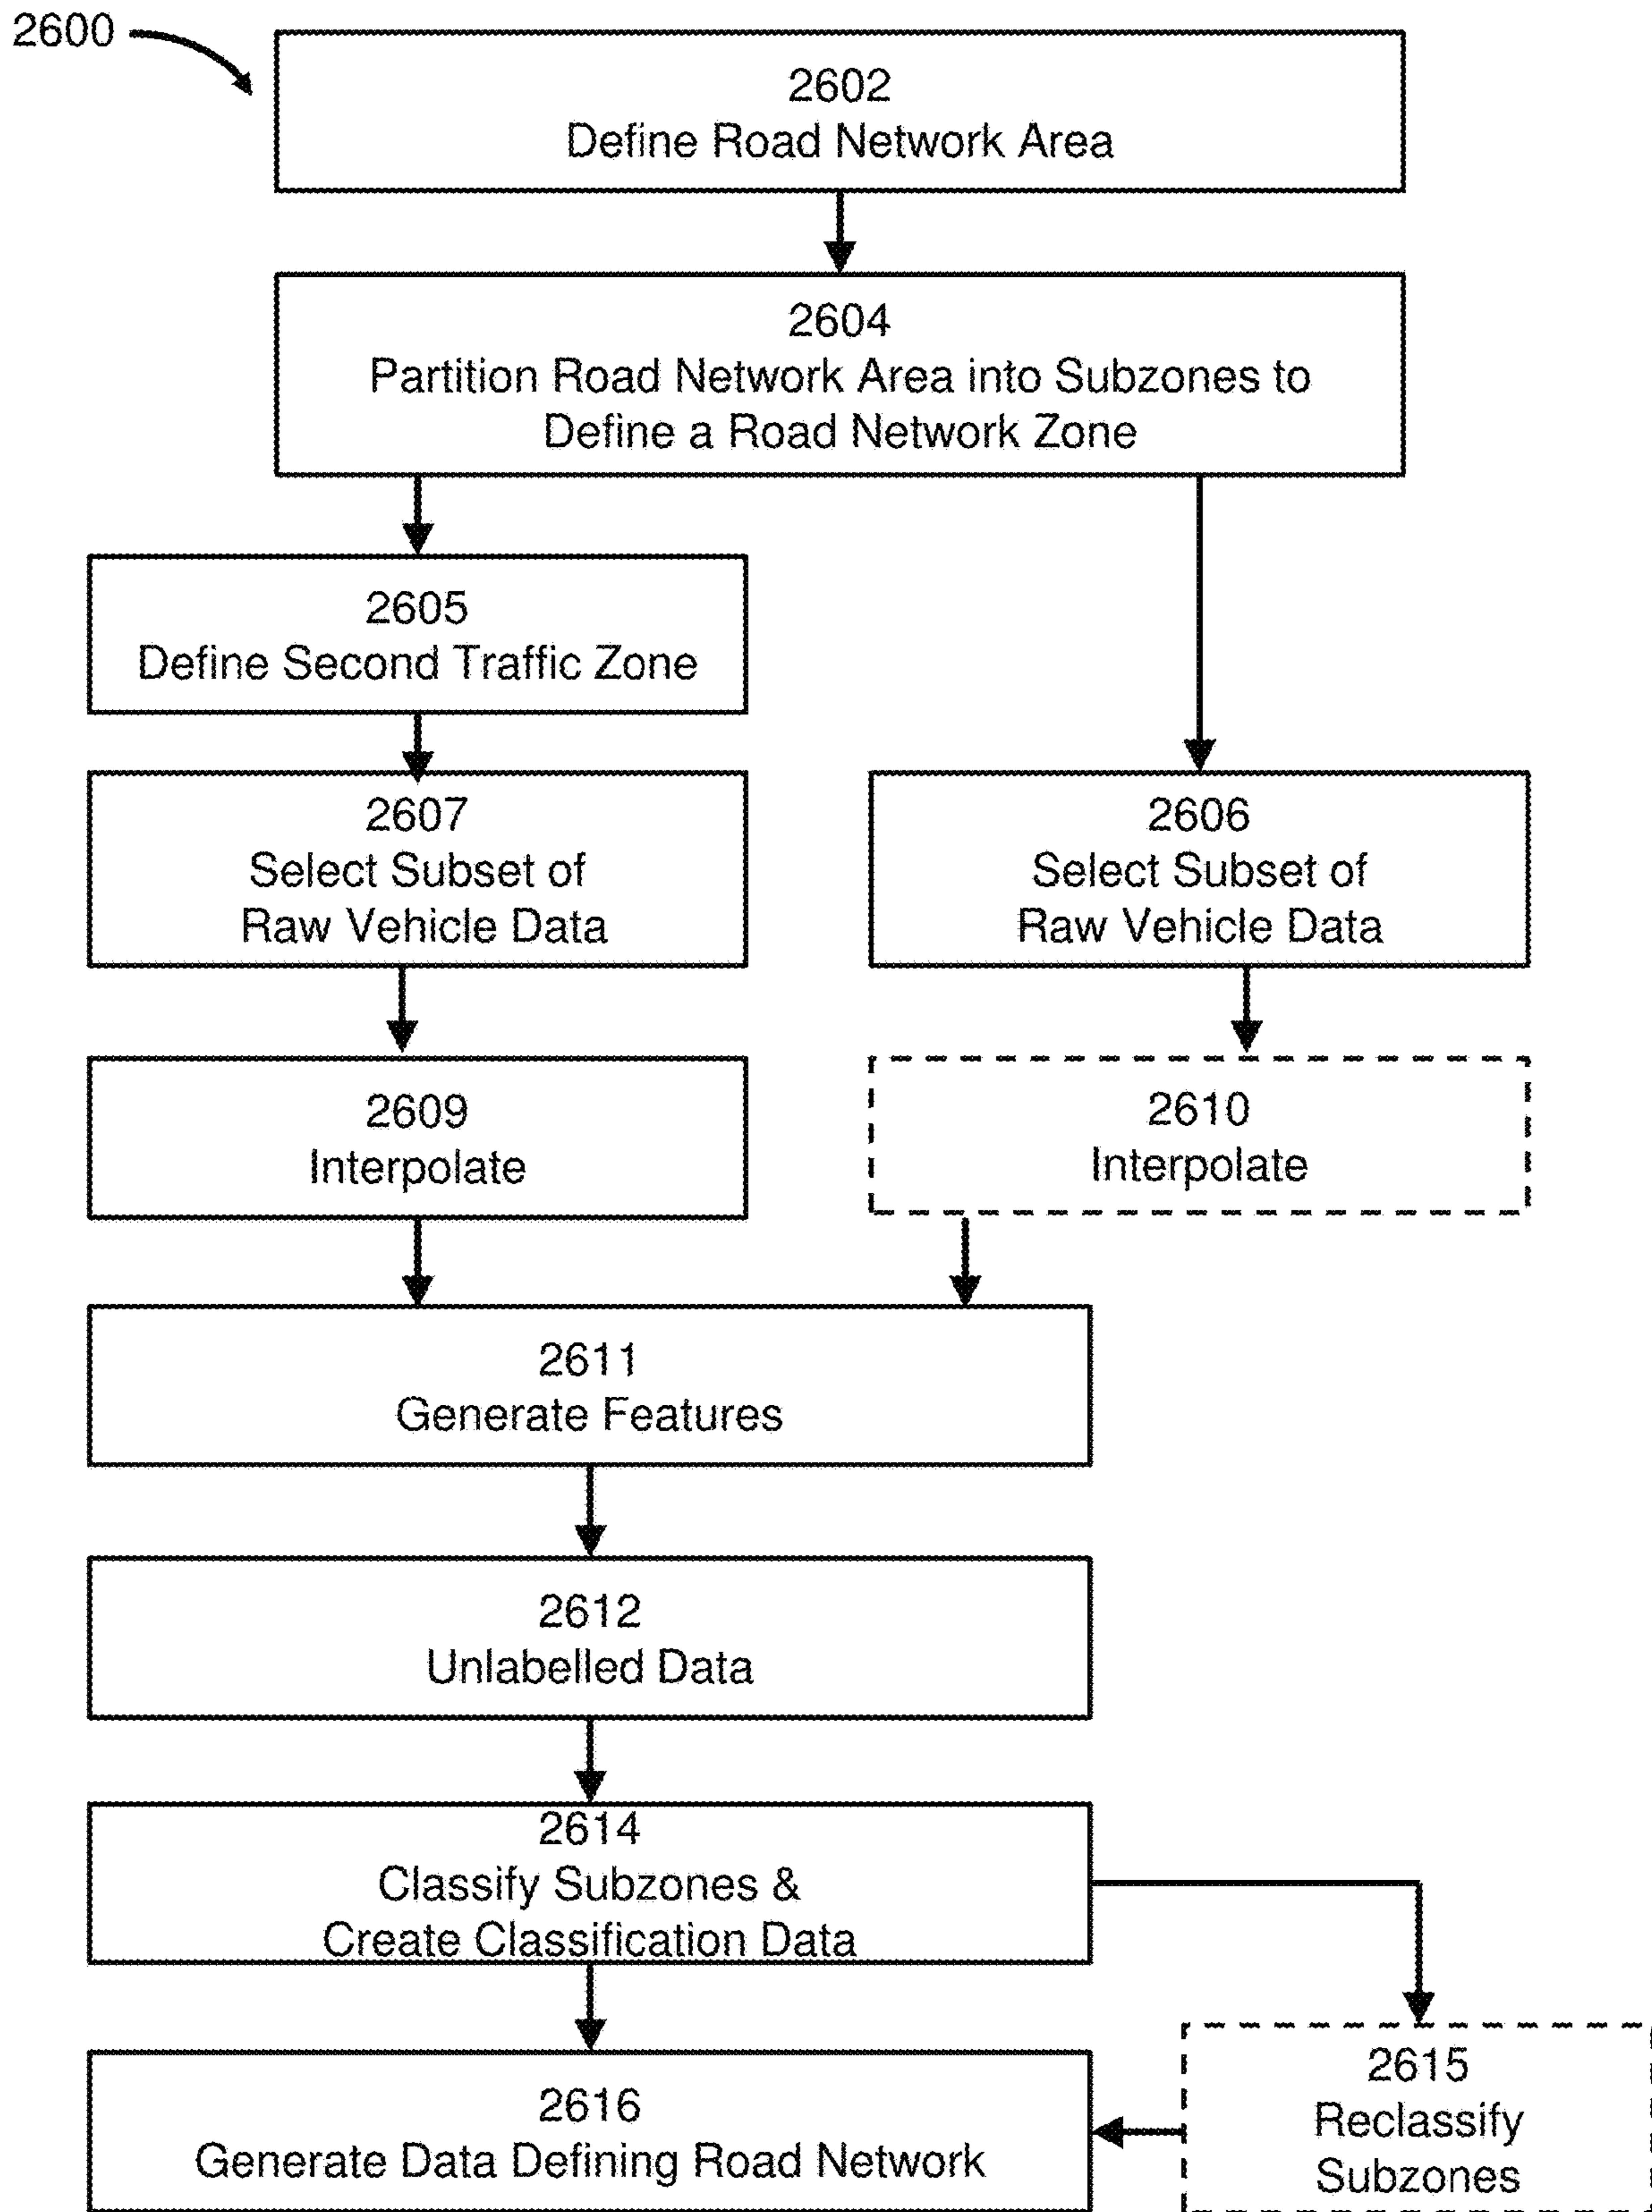 2600
2602
Define Road Network Area
2604
Partition Road Network Area into Subzones to
Define a Road Network Zone
2605
Define Second Traffic Zone
2607
Select Subset of
Raw Vehicle Data
2606
Select Subset of
Raw Vehicle Data
2609
Interpolate
2610
Interpolate
2611
Generate Features
2612
Unlabelled Data
2614
Classify Subzones &
Create Classification Data
2615
Reclassify
Subzones
2616
Generate Data Defining Road Network